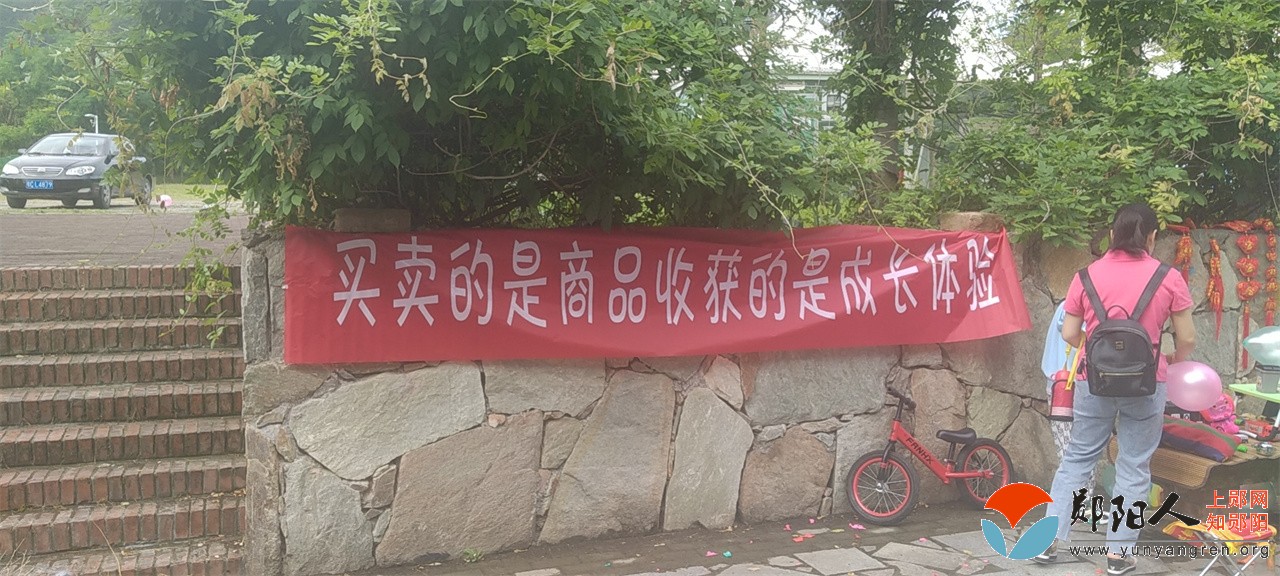 买卖的是商品收获的是成长体验
郧阳人
上郧网
知郧阳
www.yunyangren.org